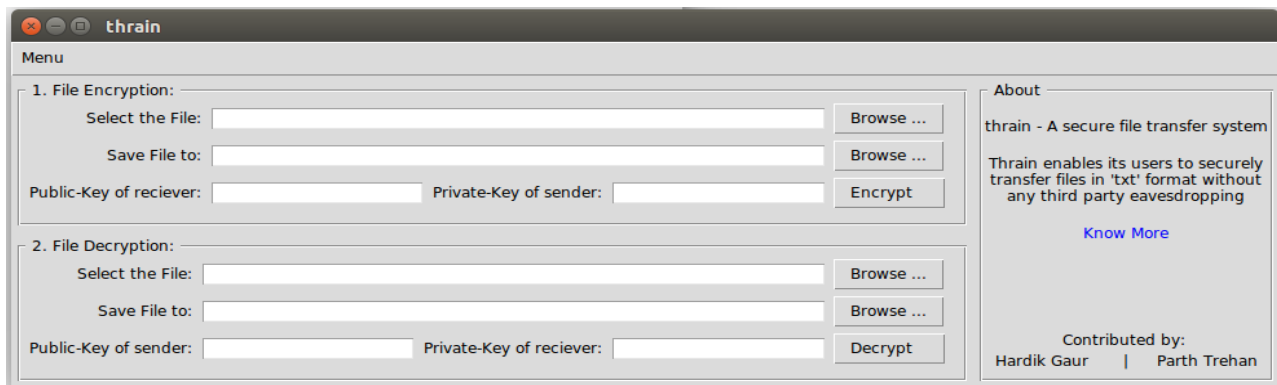 thrain
Menu
1. File Encryption:
Select the File: Browse ...
Save File to: Browse ...
Public-Key of reciever: Private-Key of sender: Encrypt
2. File Decryption:
Select the File: Browse ...
Save File to: Browse ...
Public-Key of sender: Private-Key of reciever: Decrypt
About
thrain - A secure file transfer system
Thrain enables its users to securely
transfer files in 'txt' format without
any third party eavesdropping
Know More
Contributed by:
Hardik Gaur | Parth Trehan